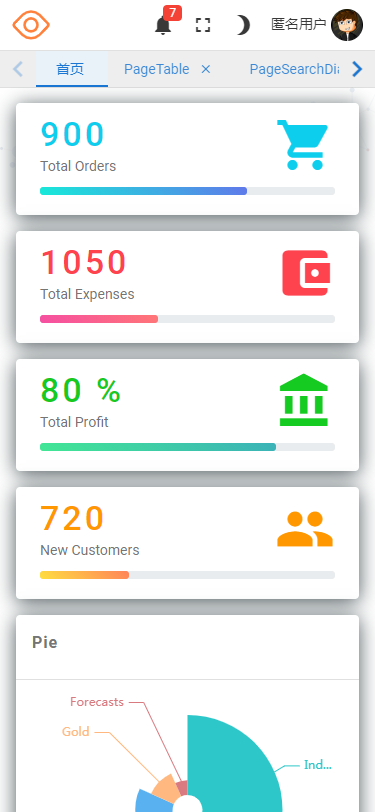 7
匿名用户
首页
PageTable
PageSearchDia
900
Total Orders
1050
Total Expenses
80 %
Total Profit
720
New Customers
Pie
Forecasts
Gold
Ind...